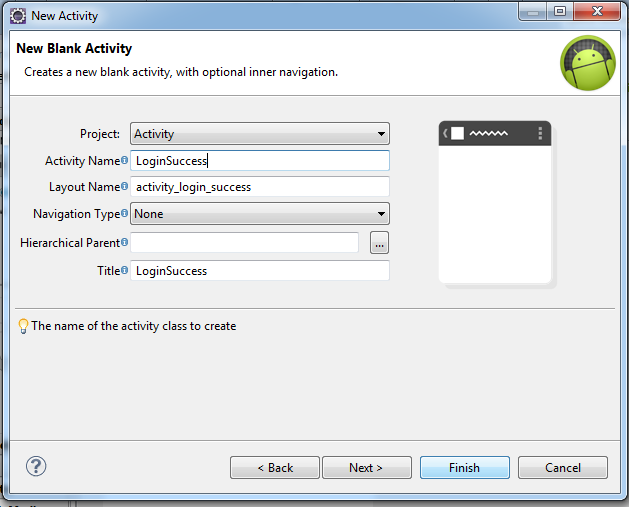 New Activity
New Blank Activity
Creates a new blank activity, with optional inner navigation.
Project: Activity
Activity Name LoginSuccess
Layout Name activity_login_success
Navigation Type None
Hierarchical Parent ...
Title LoginSuccess
The name of the activity class to create
? < Back Next > Finish Cancel